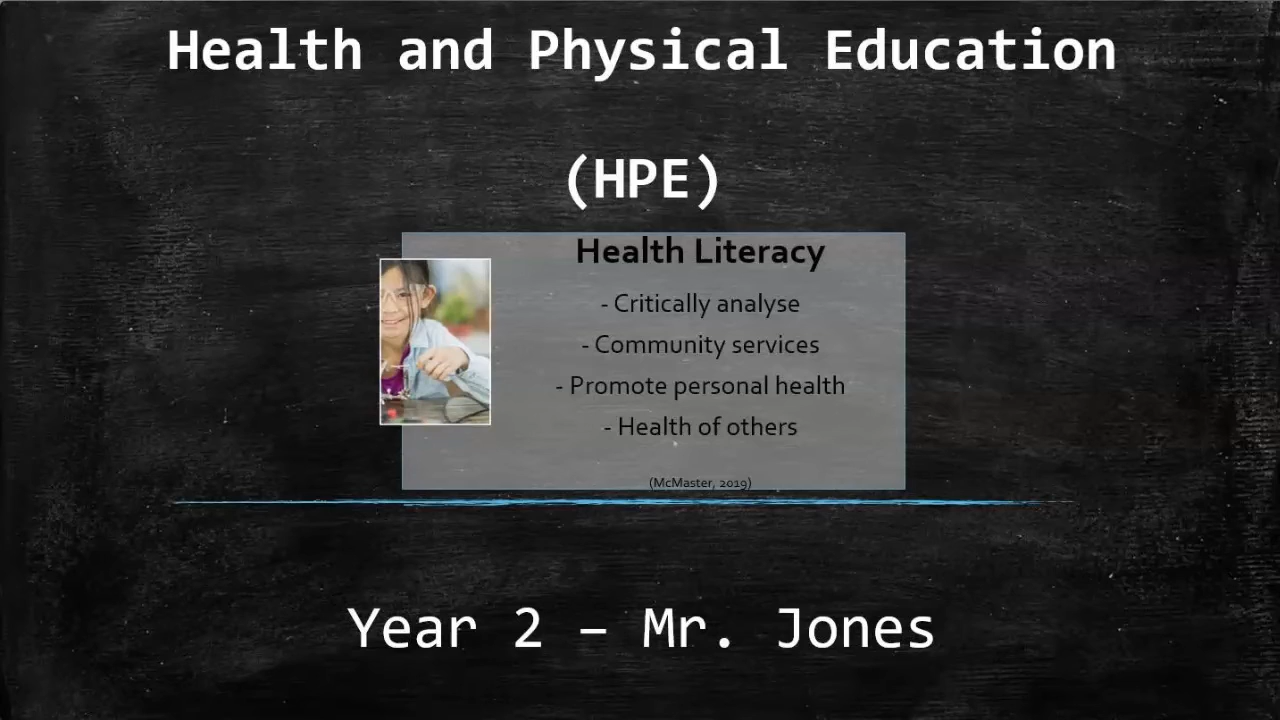 Health and Physical Education
(HPE)
Health Literacy
- Critically analyse
- Community services
- Promote personal health
- Health of others
(McMaster, 2019)
Year 2 – Mr. Jones